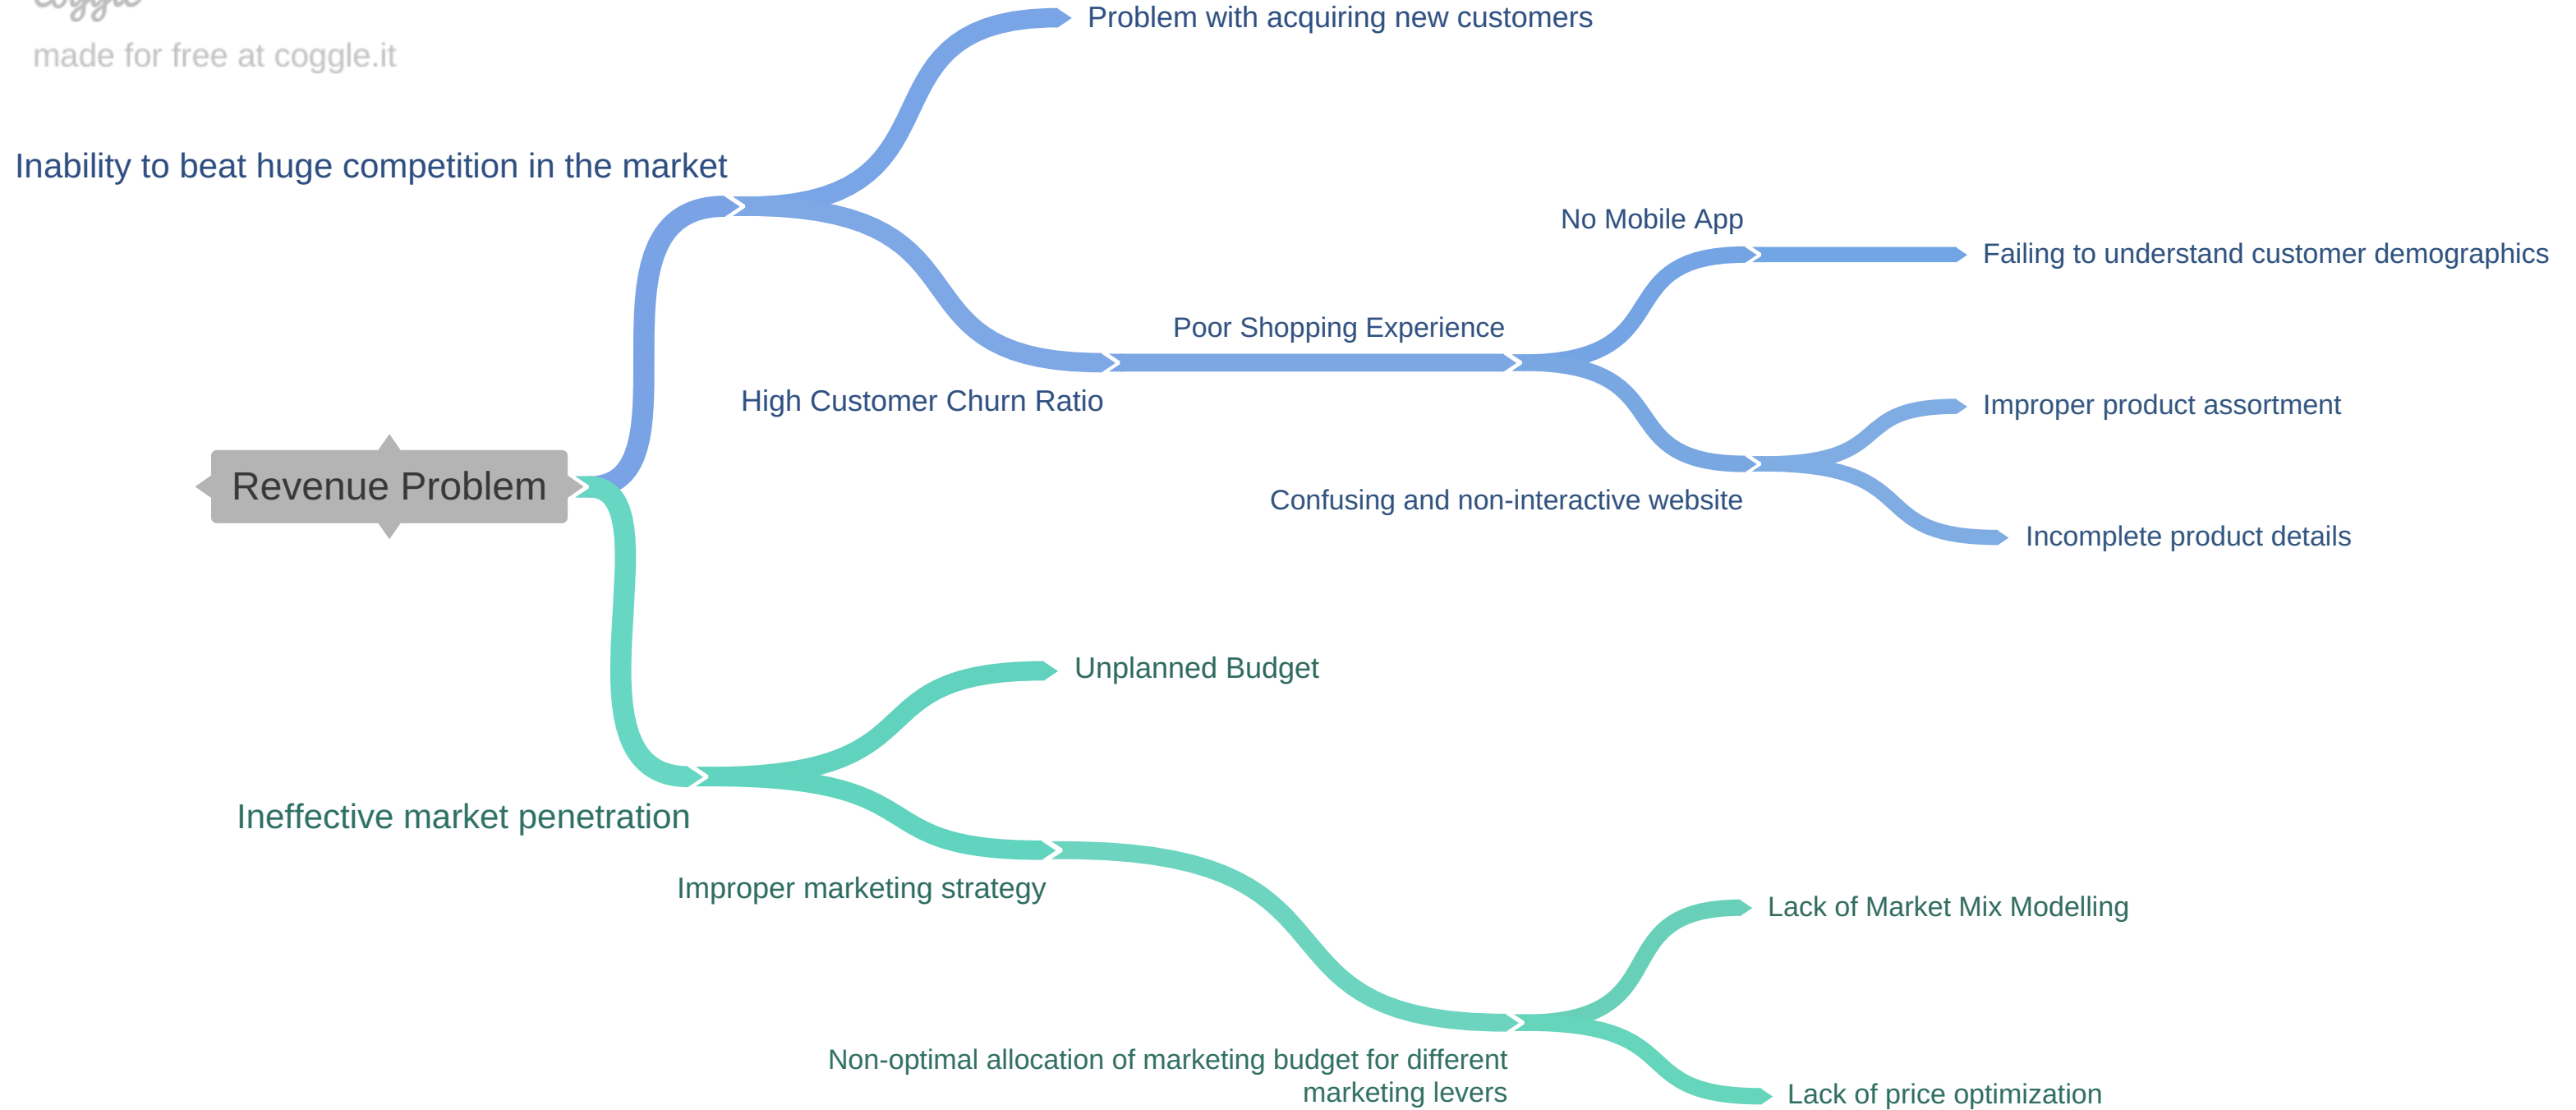 made for free at coggle.it
Problem with acquiring new customers
Inability to beat huge competition in the market
No Mobile App
Failing to understand customer demographics
Poor Shopping Experience
High Customer Churn Ratio
Improper product assortment
Revenue Problem
Confusing and non-interactive website
Incomplete product details
Unplanned Budget
Ineffective market penetration
Improper marketing strategy
Lack of Market Mix Modelling
Non-optimal allocation of marketing budget for different
marketing levers
Lack of price optimization